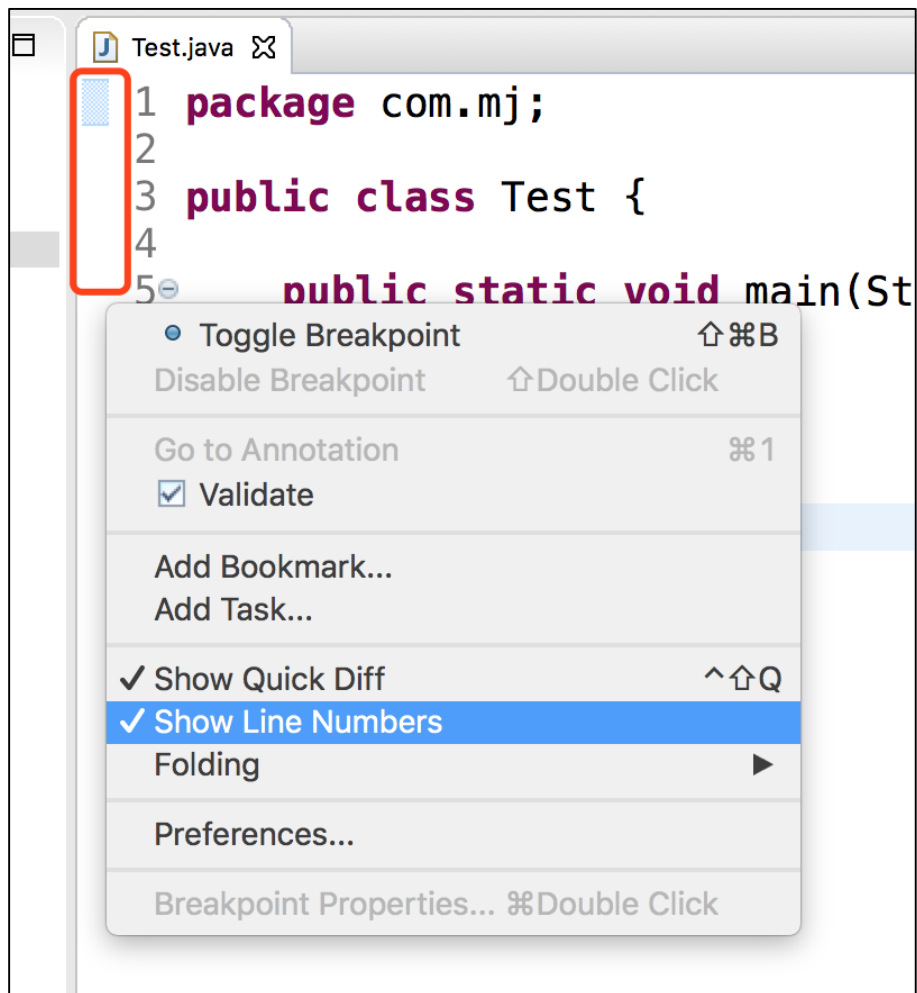 Test.java
1 package com.mj;
2
3 public class Test {
4
5 public static void main(St
Toggle Breakpoint ⇧⌘B
Disable Breakpoint ⇧Double Click
Go to Annotation ⌘1
Validate
Add Bookmark...
Add Task...
Show Quick Diff ^⇧Q
Show Line Numbers
Folding
Preferences...
Breakpoint Properties... ⌘Double Click